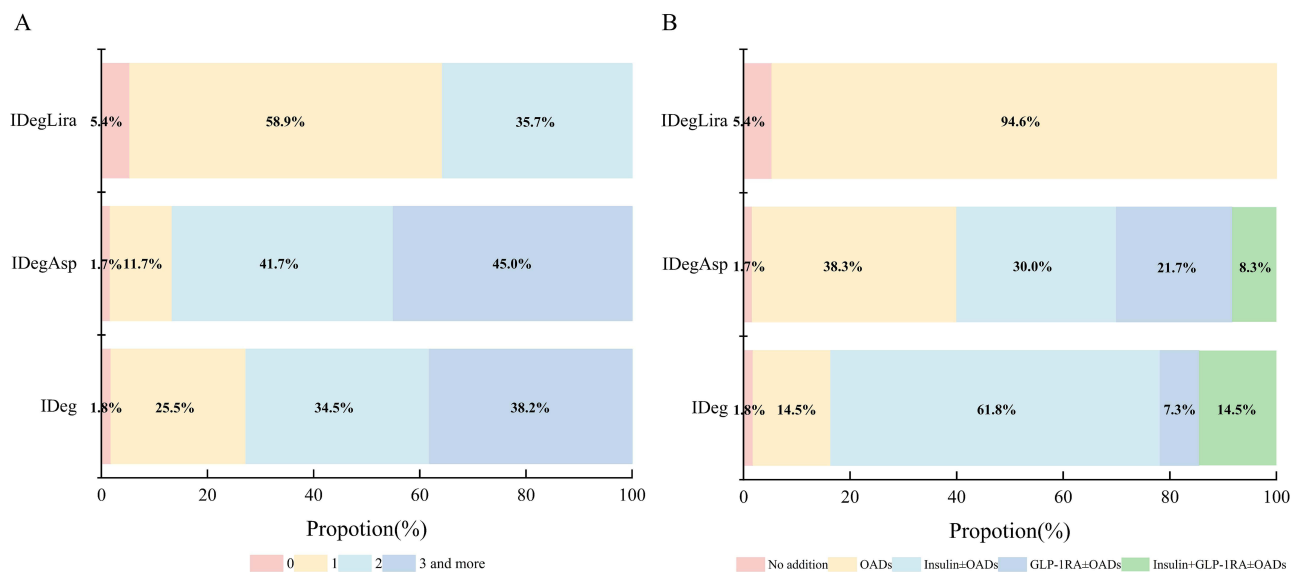 A
IDegLira
5.4%
58.9%
35.7%
IDegAsp
1.7%
11.7%
41.7%
45.0%
IDeg
1.8%
25.5%
34.5%
38.2%
0 20 40 60 80 100
Propotion(%)
0 1 2 3 and more
B
IDegLira
5.4%
94.6%
IDegAsp
1.7%
38.3%
30.0%
21.7%
8.3%
IDeg
1.8%
14.5%
61.8%
7.3%
14.5%
0 20 40 60 80 100
Propotion(%)
No addition OADs Insulin±OADs GLP-1RA±OADs Insulin+GLP-1RA±OADs